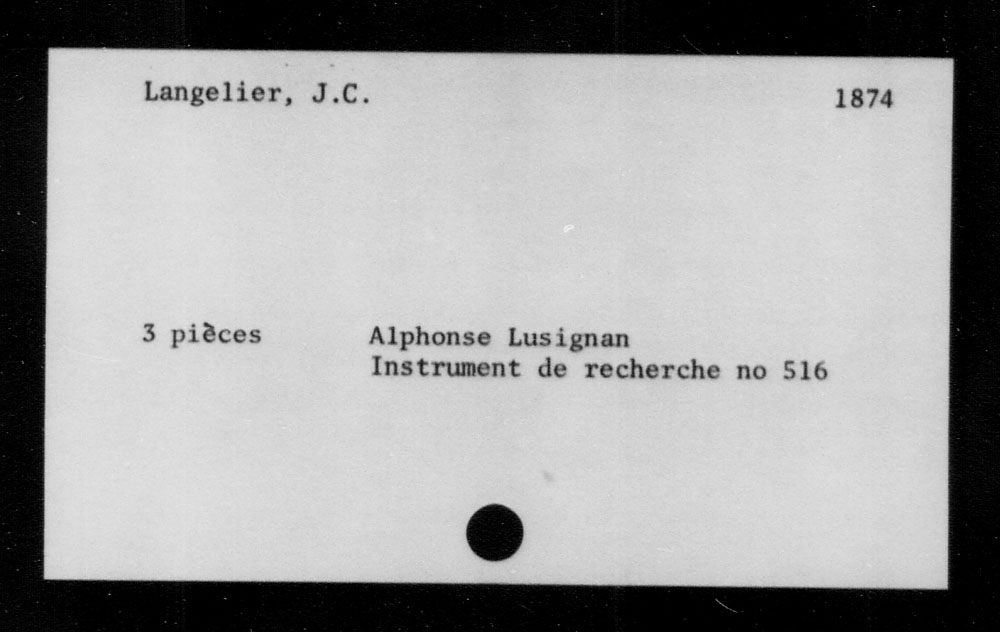 Langelier, J.C. 1874
3 pièces Alphonse Lusignan
Instrument de recherche no 516